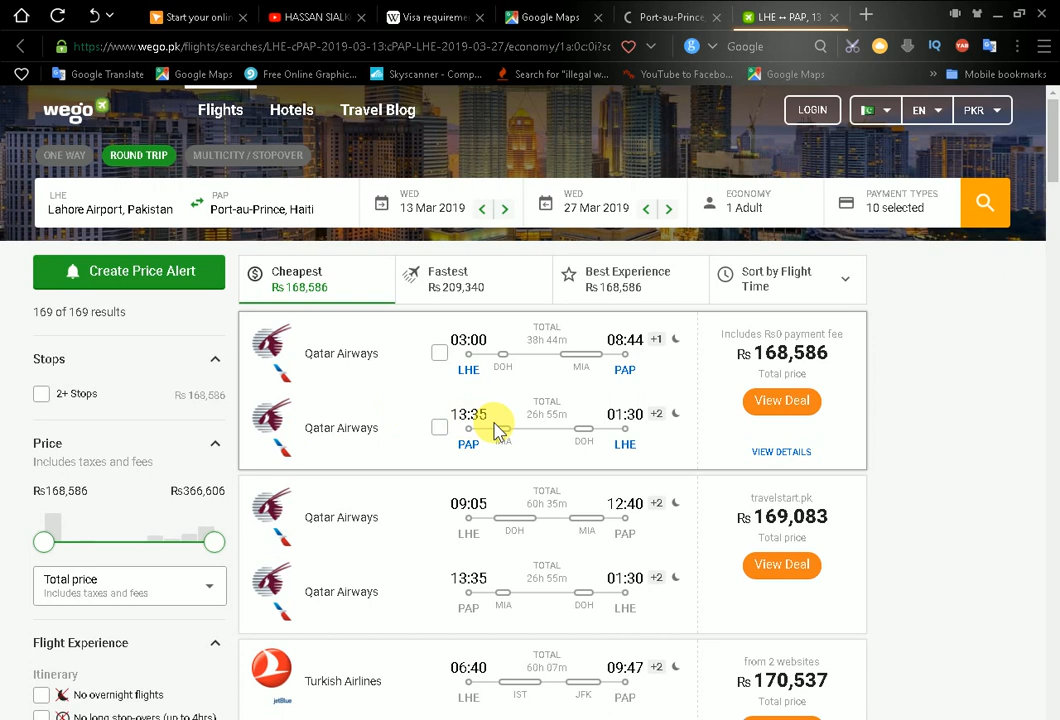 Start your onlin
HASSAN SIALK
Visa requireme
Google Maps
Port-au-Prince,
LHE ↔ PAP, 13
https://www.wego.pk/flights/searches/LHE-cPAP-2019-03-13:cPAP-LHE-2019-03-27/economy/1a:0c:0i?sc
Google
IQ
YAB
Google Translate
Google Maps
Free Online Graphic...
Skyscanner - Comp...
Search for "illegal w...
YouTube to Facebo...
Google Maps
»
Mobile bookmarks
wego
Flights
Hotels
Travel Blog
LOGIN
EN
PKR
ONE WAY
ROUND TRIP
MULTICITY / STOPOVER
LHE
Lahore Airport, Pakistan
PAP
Port-au-Prince, Haiti
WED
13 Mar 2019
WED
27 Mar 2019
ECONOMY
1 Adult
PAYMENT TYPES
10 selected
Create Price Alert
169 of 169 results
Stops
2+ Stops
Rs 168,586
Price
Includes taxes and fees
Rs168,586
Rs366,606
Total price
Includes taxes and fees
Flight Experience
Itinerary
No overnight flights
No long stop-overs (up to 4hrs)
Cheapest
Rs 168,586
Fastest
Rs 209,340
Best Experience
Rs 168,586
Sort by Flight
Time
Qatar Airways
03:00
LHE
TOTAL
38h 44m
DOH
MIA
08:44 +1
PAP
Qatar Airways
13:35
PAP
TOTAL
26h 55m
MIA
DOH
01:30 +2
LHE
Includes Rs0 payment fee
Rs 168,586
Total price
View Deal
VIEW DETAILS
Qatar Airways
09:05
LHE
TOTAL
60h 35m
DOH
MIA
12:40 +2
PAP
Qatar Airways
13:35
PAP
TOTAL
26h 55m
MIA
DOH
01:30 +2
LHE
travelstart.pk
Rs 169,083
Total price
View Deal
jetBlue
Turkish Airlines
06:40
LHE
TOTAL
60h 07m
IST
JFK
09:47 +2
PAP
from 2 websites
Rs 170,537
Total price